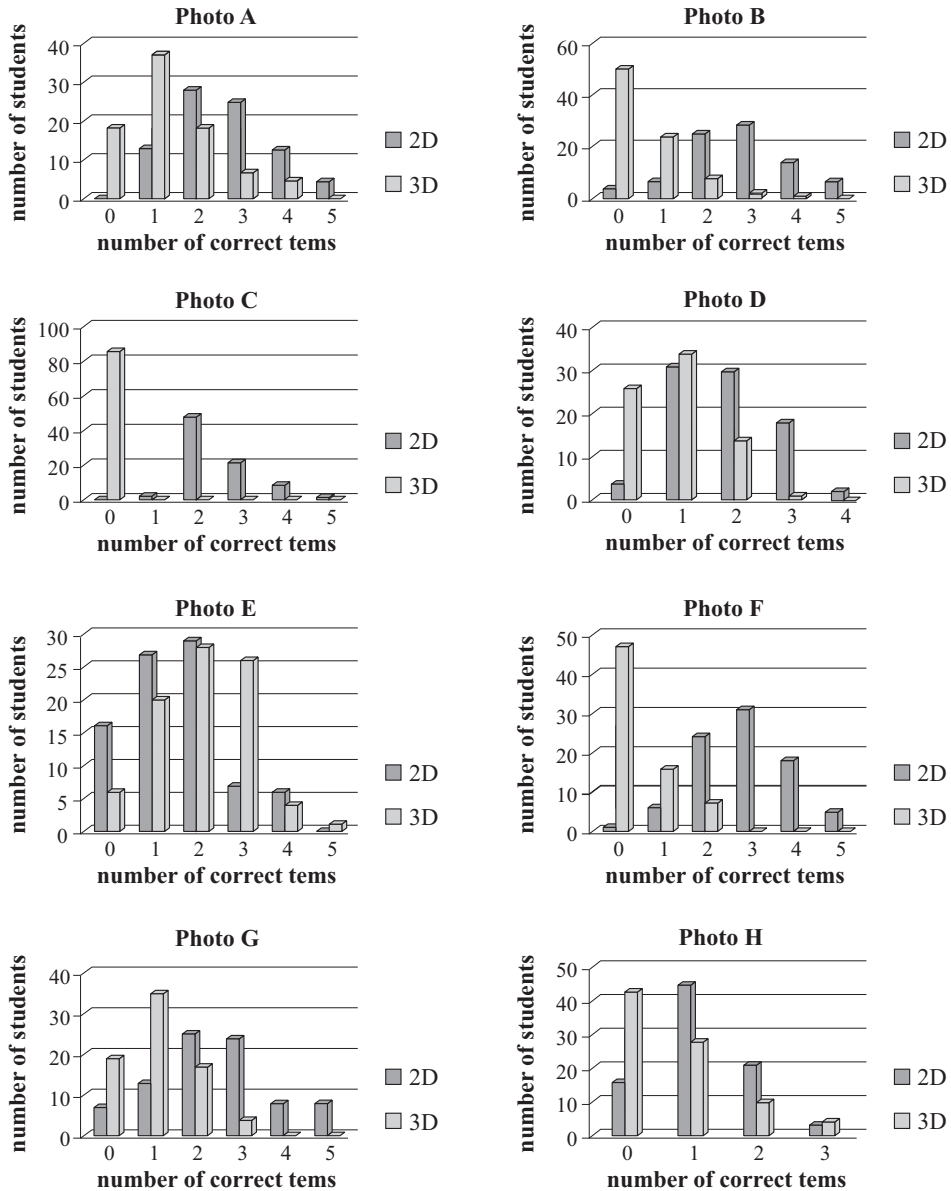 Photo A
number of students
40
30
20
10
0
0 1 2 3 4 5
number of correct tems
2D
3D
Photo B
number of students
60
40
20
0
0 1 2 3 4 5
number of correct tems
2D
3D
Photo C
number of students
100
80
60
40
20
0
0 1 2 3 4 5
number of correct tems
2D
3D
Photo D
number of students
40
30
20
10
0
0 1 2 3 4
number of correct tems
2D
3D
Photo E
number of students
30
25
20
15
10
5
0
0 1 2 3 4 5
number of correct tems
2D
3D
Photo F
number of students
50
40
30
20
10
0
0 1 2 3 4 5
number of correct tems
2D
3D
Photo G
number of students
40
30
20
10
0
0 1 2 3 4 5
number of correct tems
2D
3D
Photo H
number of students
50
40
30
20
10
0
0 1 2 3
number of correct tems
2D
3D